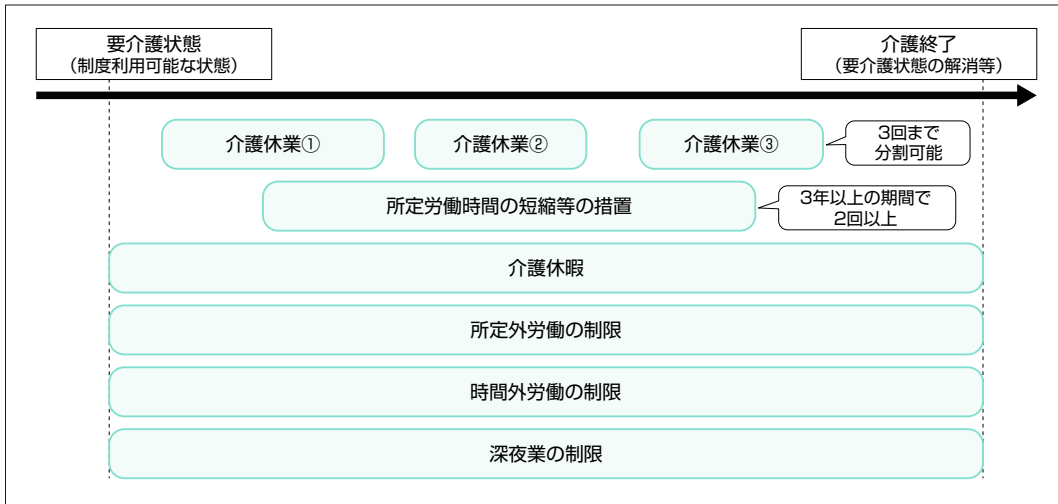 要介護状態
（制度利用可能な状態）
介護終了
（要介護状態の解消等）
介護休業①
介護休業②
介護休業③
3回まで
分割可能
所定労働時間の短縮等の措置
3年以上の期間で
2回以上
介護休暇
所定外労働の制限
時間外労働の制限
深夜業の制限